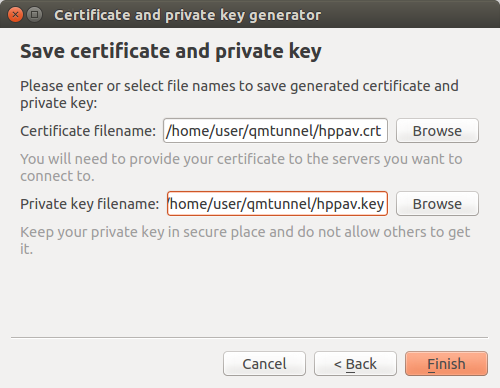 Certificate and private key generator
Save certificate and private key
Please enter or select file names to save generated certificate and
private key:
Certificate filename: /home/user/qmtunnel/hppav.crt Browse
You will need to provide your certificate to the servers you want to
connect to.
Private key filename: /home/user/qmtunnel/hppav.key Browse
Keep your private key in secure place and do not allow others to get
it.
Cancel < Back Finish